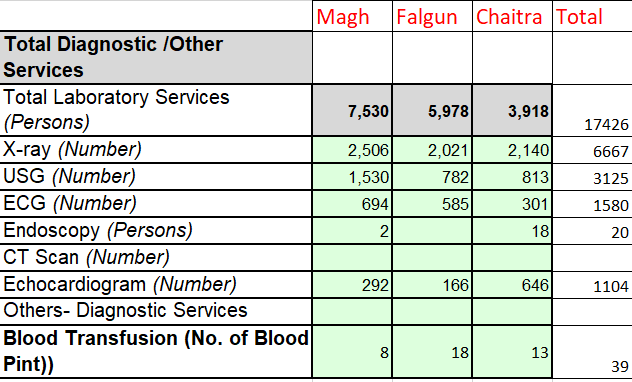 Magh Falgun Chaitra Total
Total Diagnostic /Other
Services
Total Laboratory Services
(Persons) 7,530 5,978 3,918 17426
X-ray (Number) 2,506 2,021 2,140 6667
USG (Number) 1,530 782 813 3125
ECG (Number) 694 585 301 1580
Endoscopy (Persons) 2 18 20
CT Scan (Number)
Echocardiogram (Number) 292 166 646 1104
Others- Diagnostic Services
Blood Transfusion (No. of Blood
Pint)) 8 18 13 39